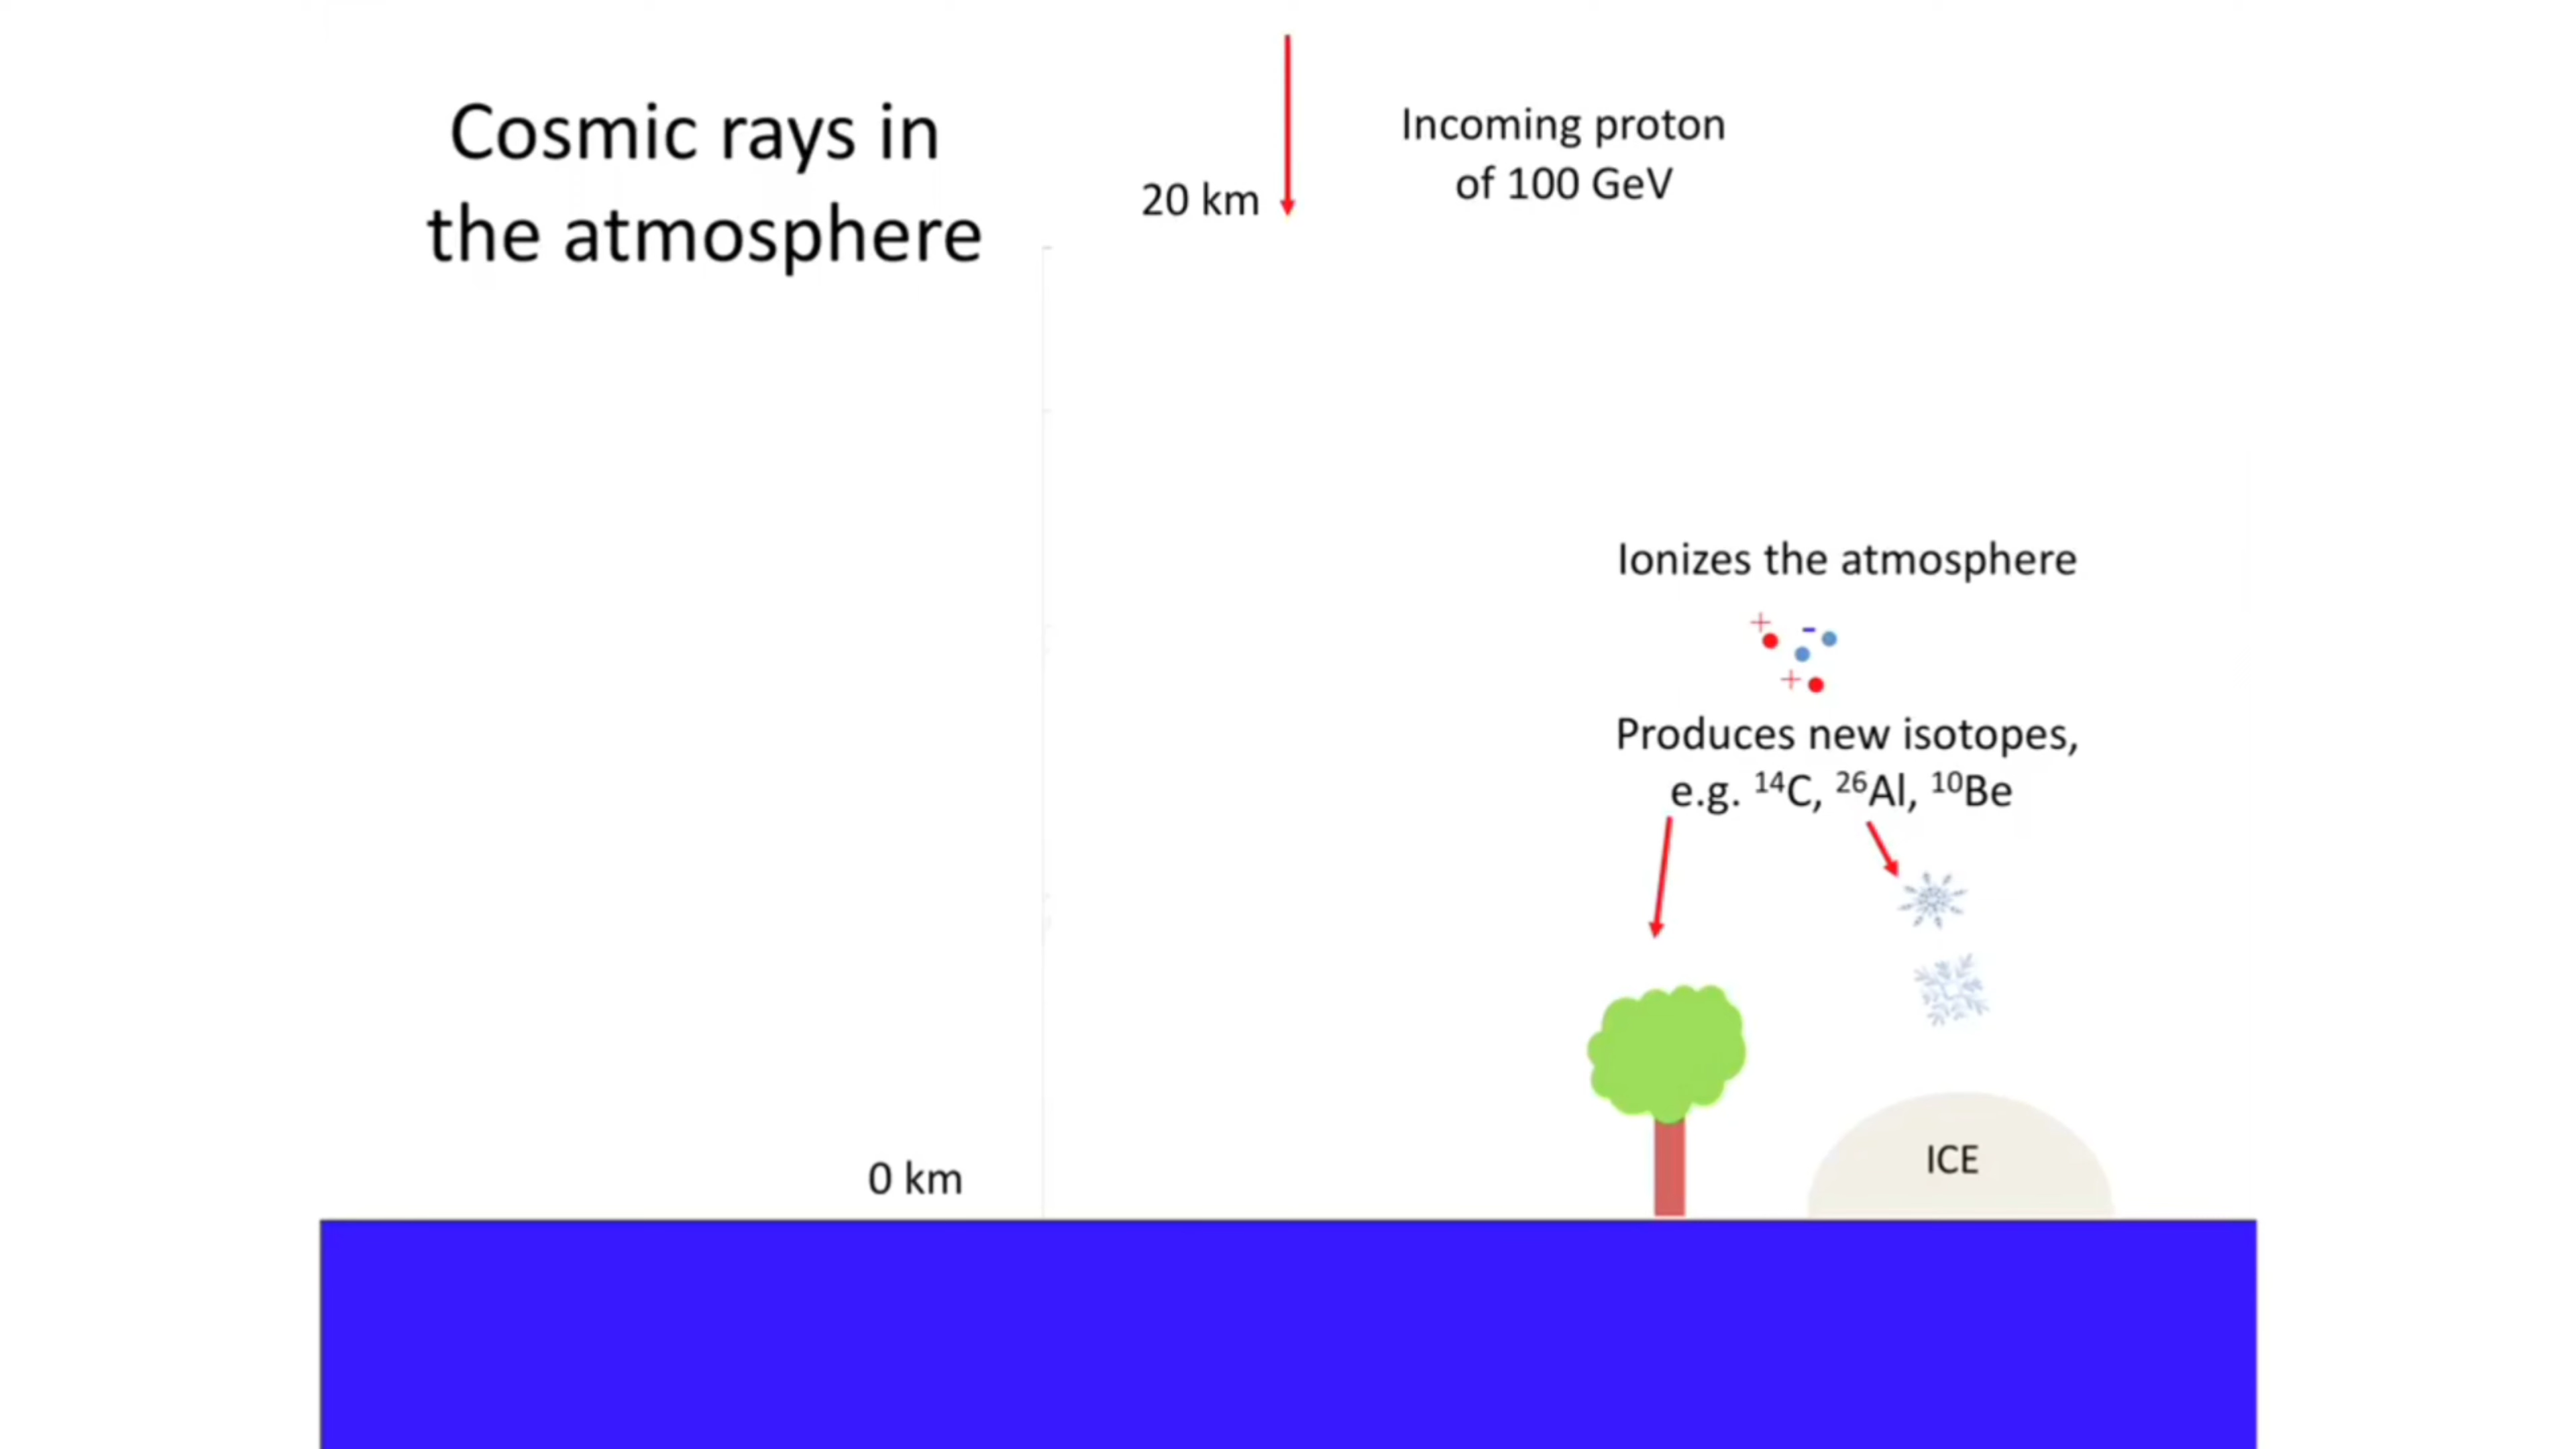 Cosmic rays in
the atmosphere
Incoming proton
of 100 GeV
20 km
Ionizes the atmosphere
+ -
+
Produces new isotopes,
e.g. ¹⁴C, ²⁶Al, ¹⁰Be
ICE
0 km